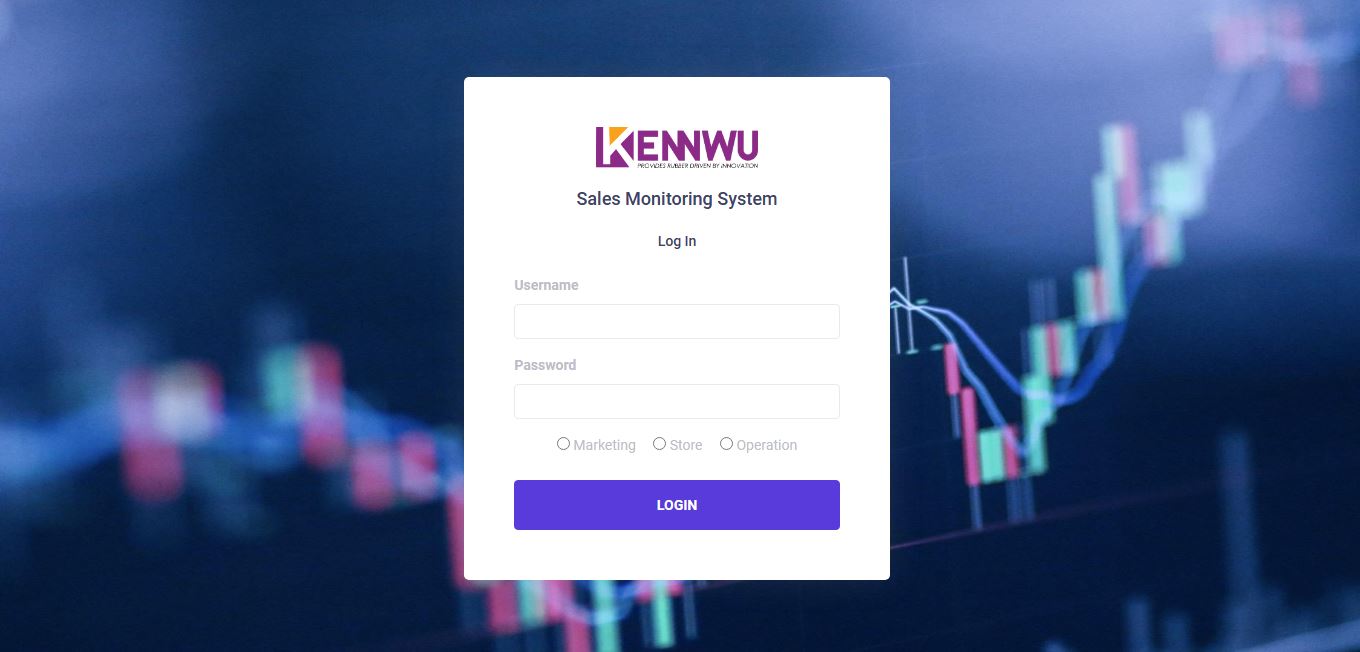 KENNWU
PROVIDES RUBBER DRIVEN BY INNOVATION
Sales Monitoring System
Log In
Username
Password
Marketing Store Operation
LOGIN